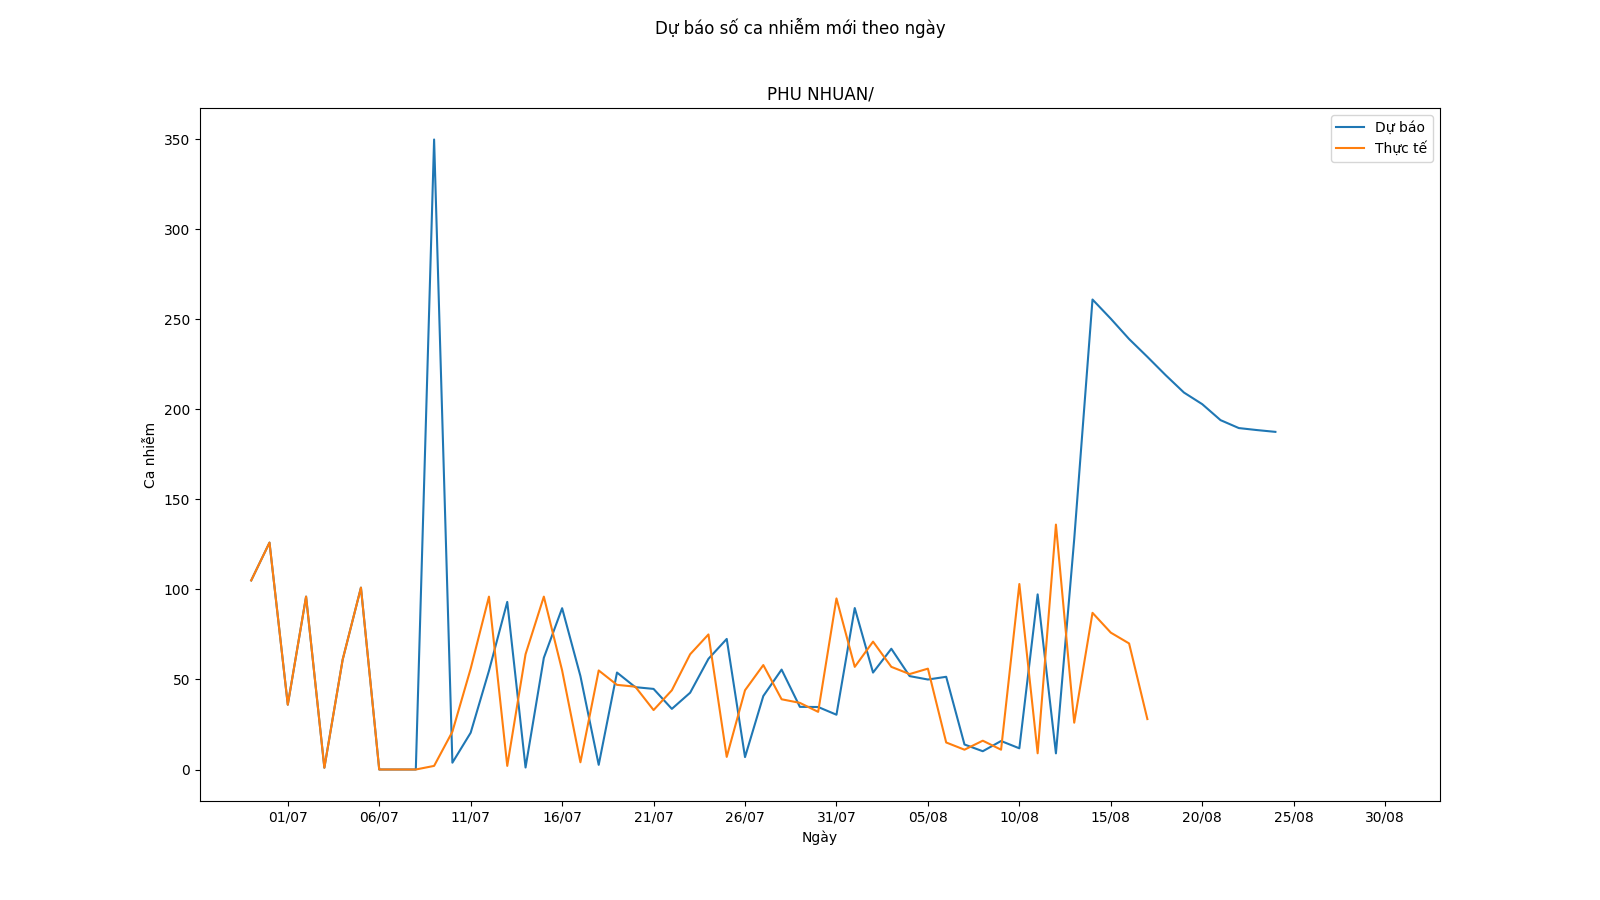 Dự báo số ca nhiễm mới theo ngày
PHU NHUAN/
Dự báo
Thực tế
350
300
250
200
150
100
50
0
Ca nhiễm
01/07 06/07 11/07 16/07 21/07 26/07 31/07 05/08 10/08 15/08 20/08 25/08 30/08
Ngày